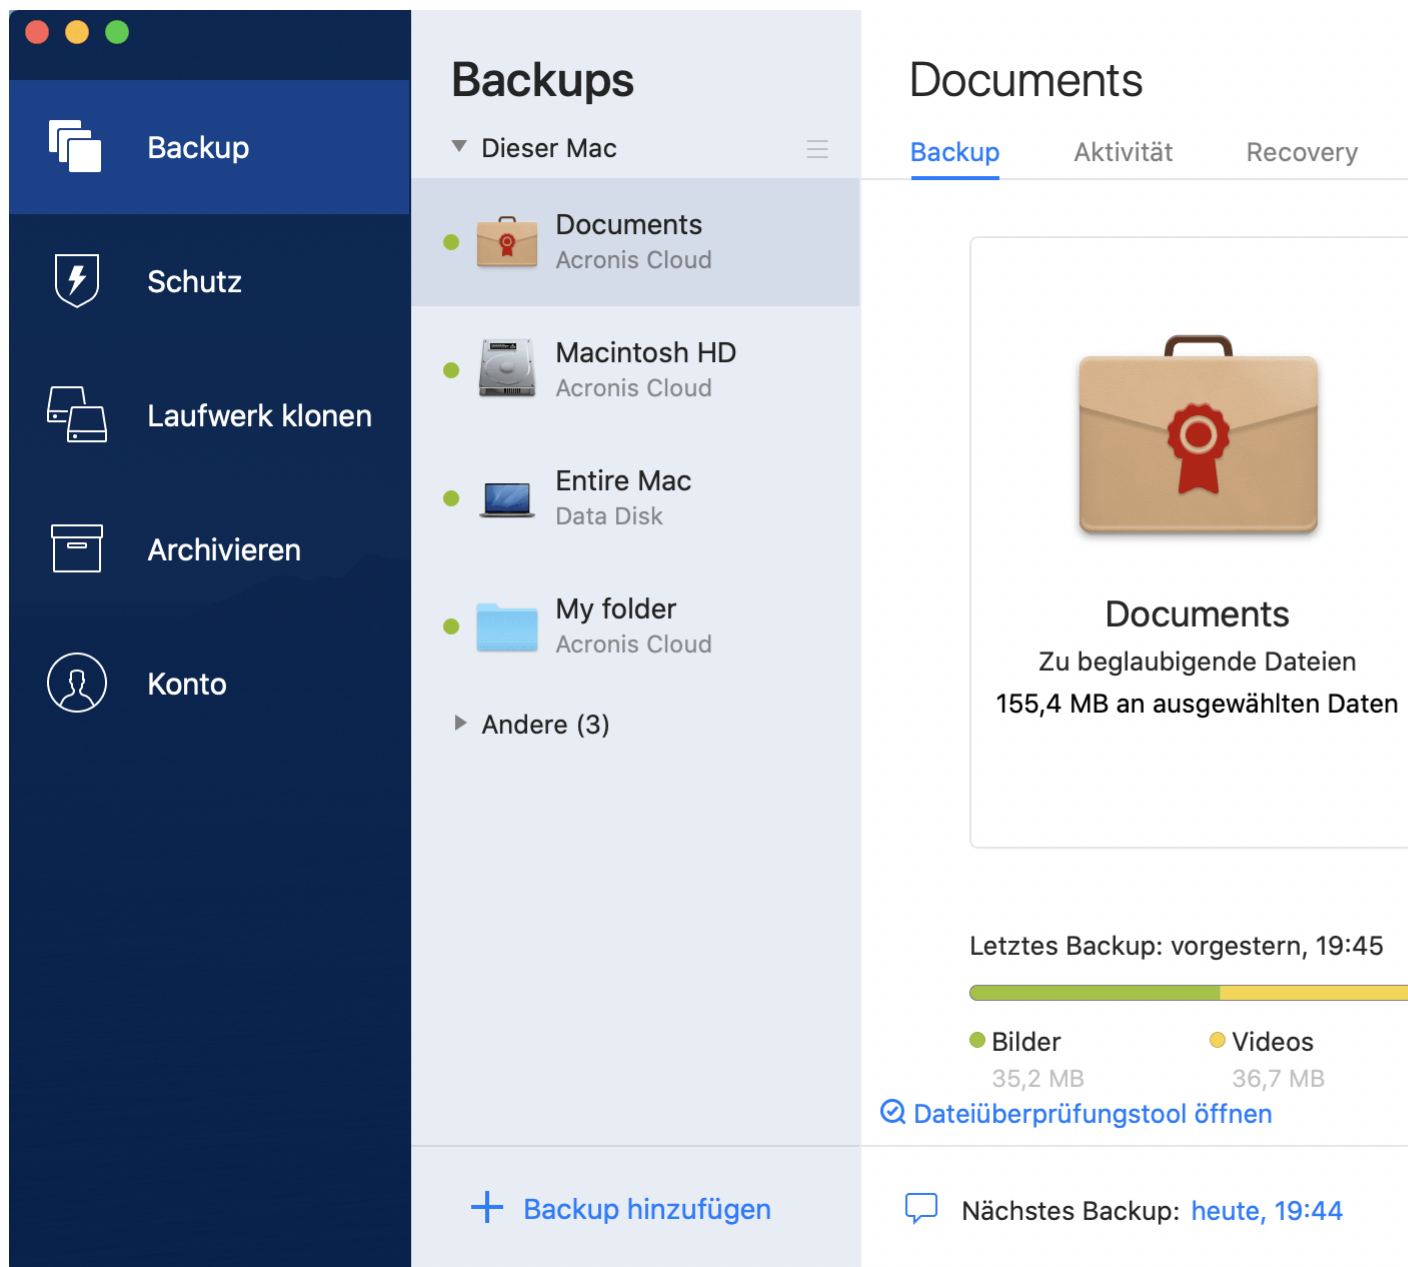 Backup
Schutz
Laufwerk klonen
Archivieren
Konto
Backups
Dieser Mac
Documents
Acronis Cloud
Macintosh HD
Acronis Cloud
Entire Mac
Data Disk
My folder
Acronis Cloud
Andere (3)
Backup hinzufügen
Documents
Backup Aktivität Recovery
Documents
Zu beglaubigende Dateien
155,4 MB an ausgewählten Daten
Letztes Backup: vorgestern, 19:45
Bilder Videos
35,2 MB 36,7 MB
Dateiüberprüfungstool öffnen
Nächstes Backup: heute, 19:44